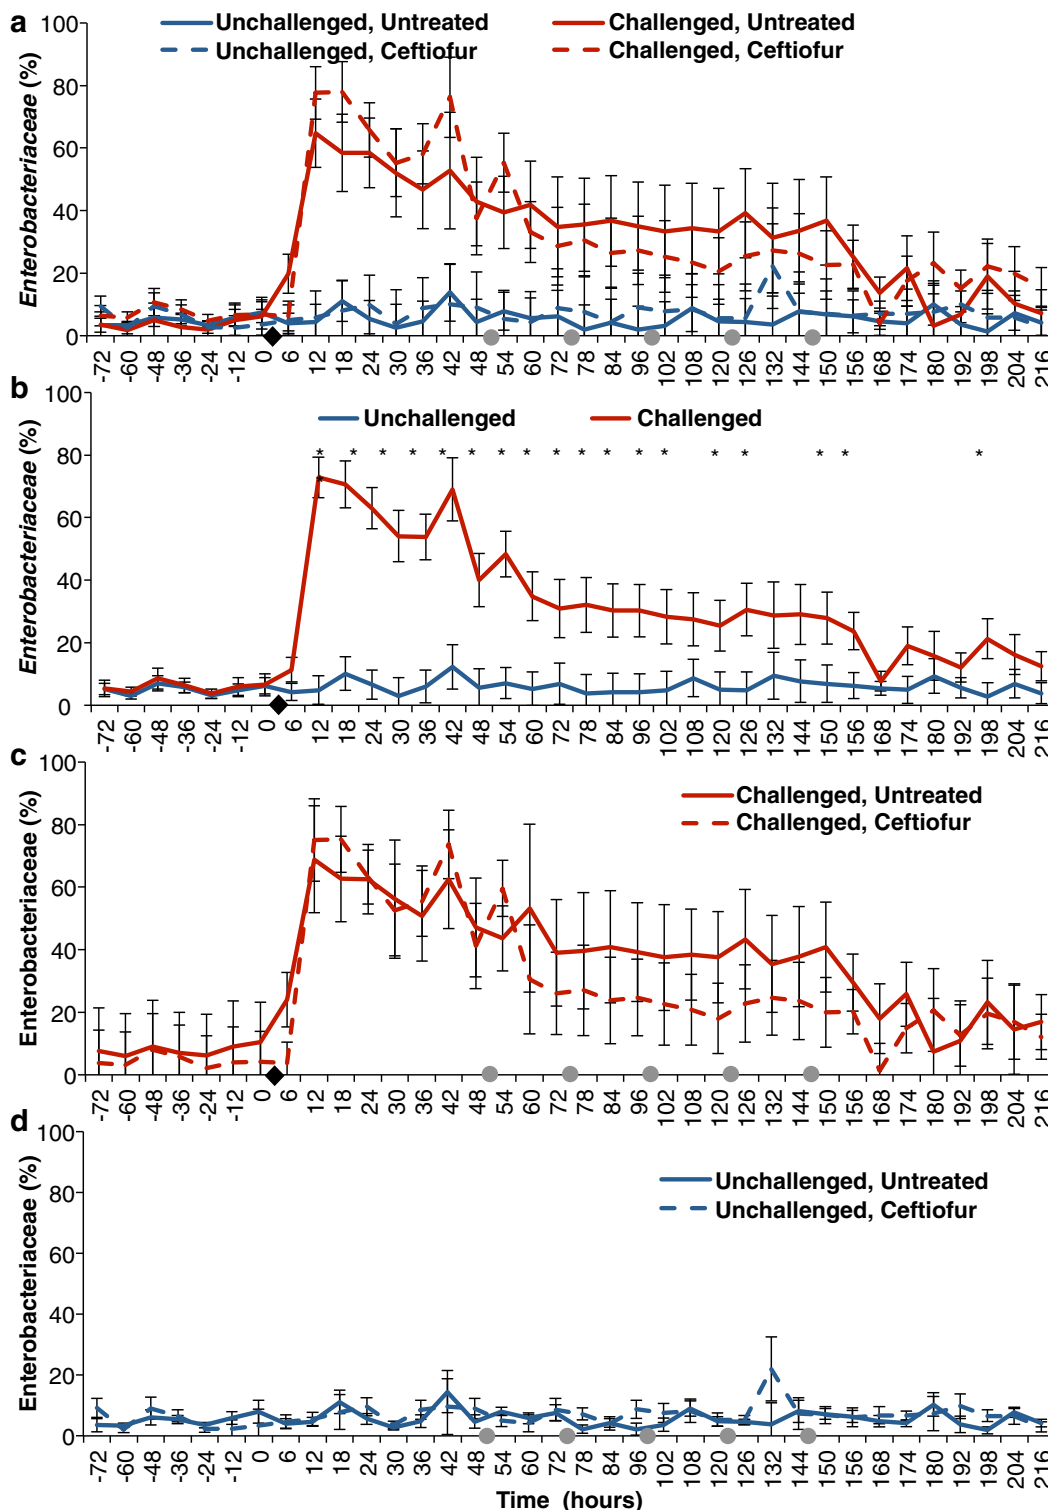 a
Unchallenged, Untreated
Challenged, Untreated
Unchallenged, Ceftiofur
Challenged, Ceftiofur
Enterobacteriaceae (%)
100
80
60
40
20
0
-72 -60 -48 -36 -24 -12 0 6 12 18 24 30 36 42 48 54 60 72 78 84 96 102 108 120 126 132 144 150 156 168 174 180 192 198 204 216
b
Unchallenged
Challenged
Enterobacteriaceae (%)
100
80
60
40
20
0
* * * * * * * * * * * * * * * * * *
-72 -60 -48 -36 -24 -12 0 6 12 18 24 30 36 42 48 54 60 72 78 84 96 102 108 120 126 132 144 150 156 168 174 180 192 198 204 216
c
Challenged, Untreated
Challenged, Ceftiofur
Enterobacteriaceae (%)
100
80
60
40
20
0
-72 -60 -48 -36 -24 -12 0 6 12 18 24 30 36 42 48 54 60 72 78 84 96 102 108 120 126 132 144 150 156 168 174 180 192 198 204 216
d
Unchallenged, Untreated
Unchallenged, Ceftiofur
Enterobacteriaceae (%)
100
80
60
40
20
0
-72 -60 -48 -36 -24 -12 0 6 12 18 24 30 36 42 48 54 60 72 78 84 96 102 108 120 126 132 144 150 156 168 174 180 192 198 204 216
Time (hours)